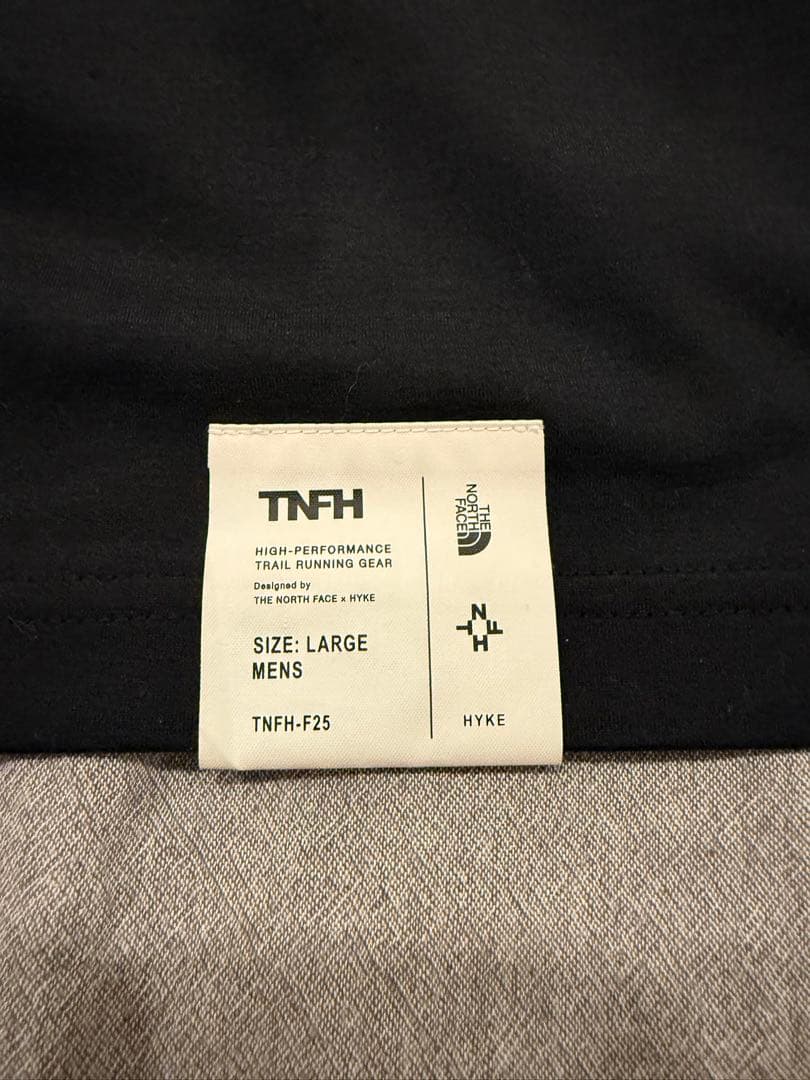 TNFH
HIGH-PERFORMANCE
TRAIL RUNNING GEAR
Designed by
THE NORTH FACE x HYKE
SIZE: LARGE
MENS
TNFH-F25
THE
NORTH
FACE
T N F H
HYKE